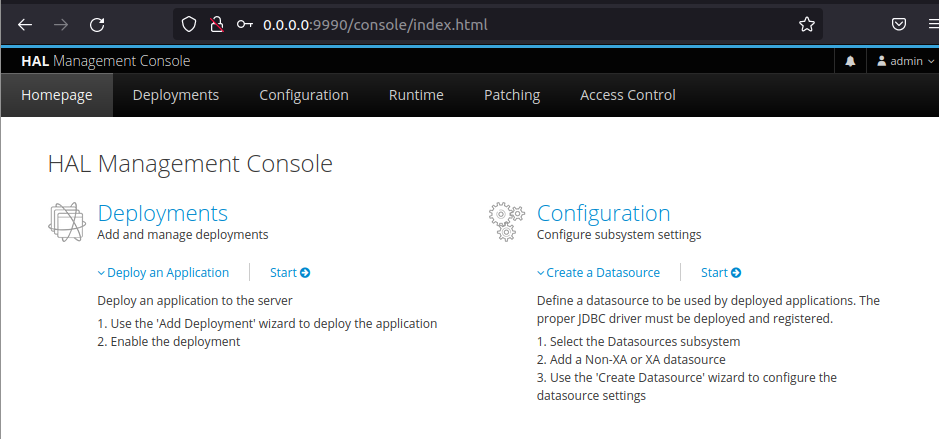 0.0.0.0:9990/console/index.html
HAL Management Console
admin
Homepage Deployments Configuration Runtime Patching Access Control
HAL Management Console
Deployments
Add and manage deployments
Deploy an Application Start
Deploy an application to the server
1. Use the 'Add Deployment' wizard to deploy the application
2. Enable the deployment
Configuration
Configure subsystem settings
Create a Datasource Start
Define a datasource to be used by deployed applications. The
proper JDBC driver must be deployed and registered.
1. Select the Datasources subsystem
2. Add a Non-XA or XA datasource
3. Use the 'Create Datasource' wizard to configure the
datasource settings